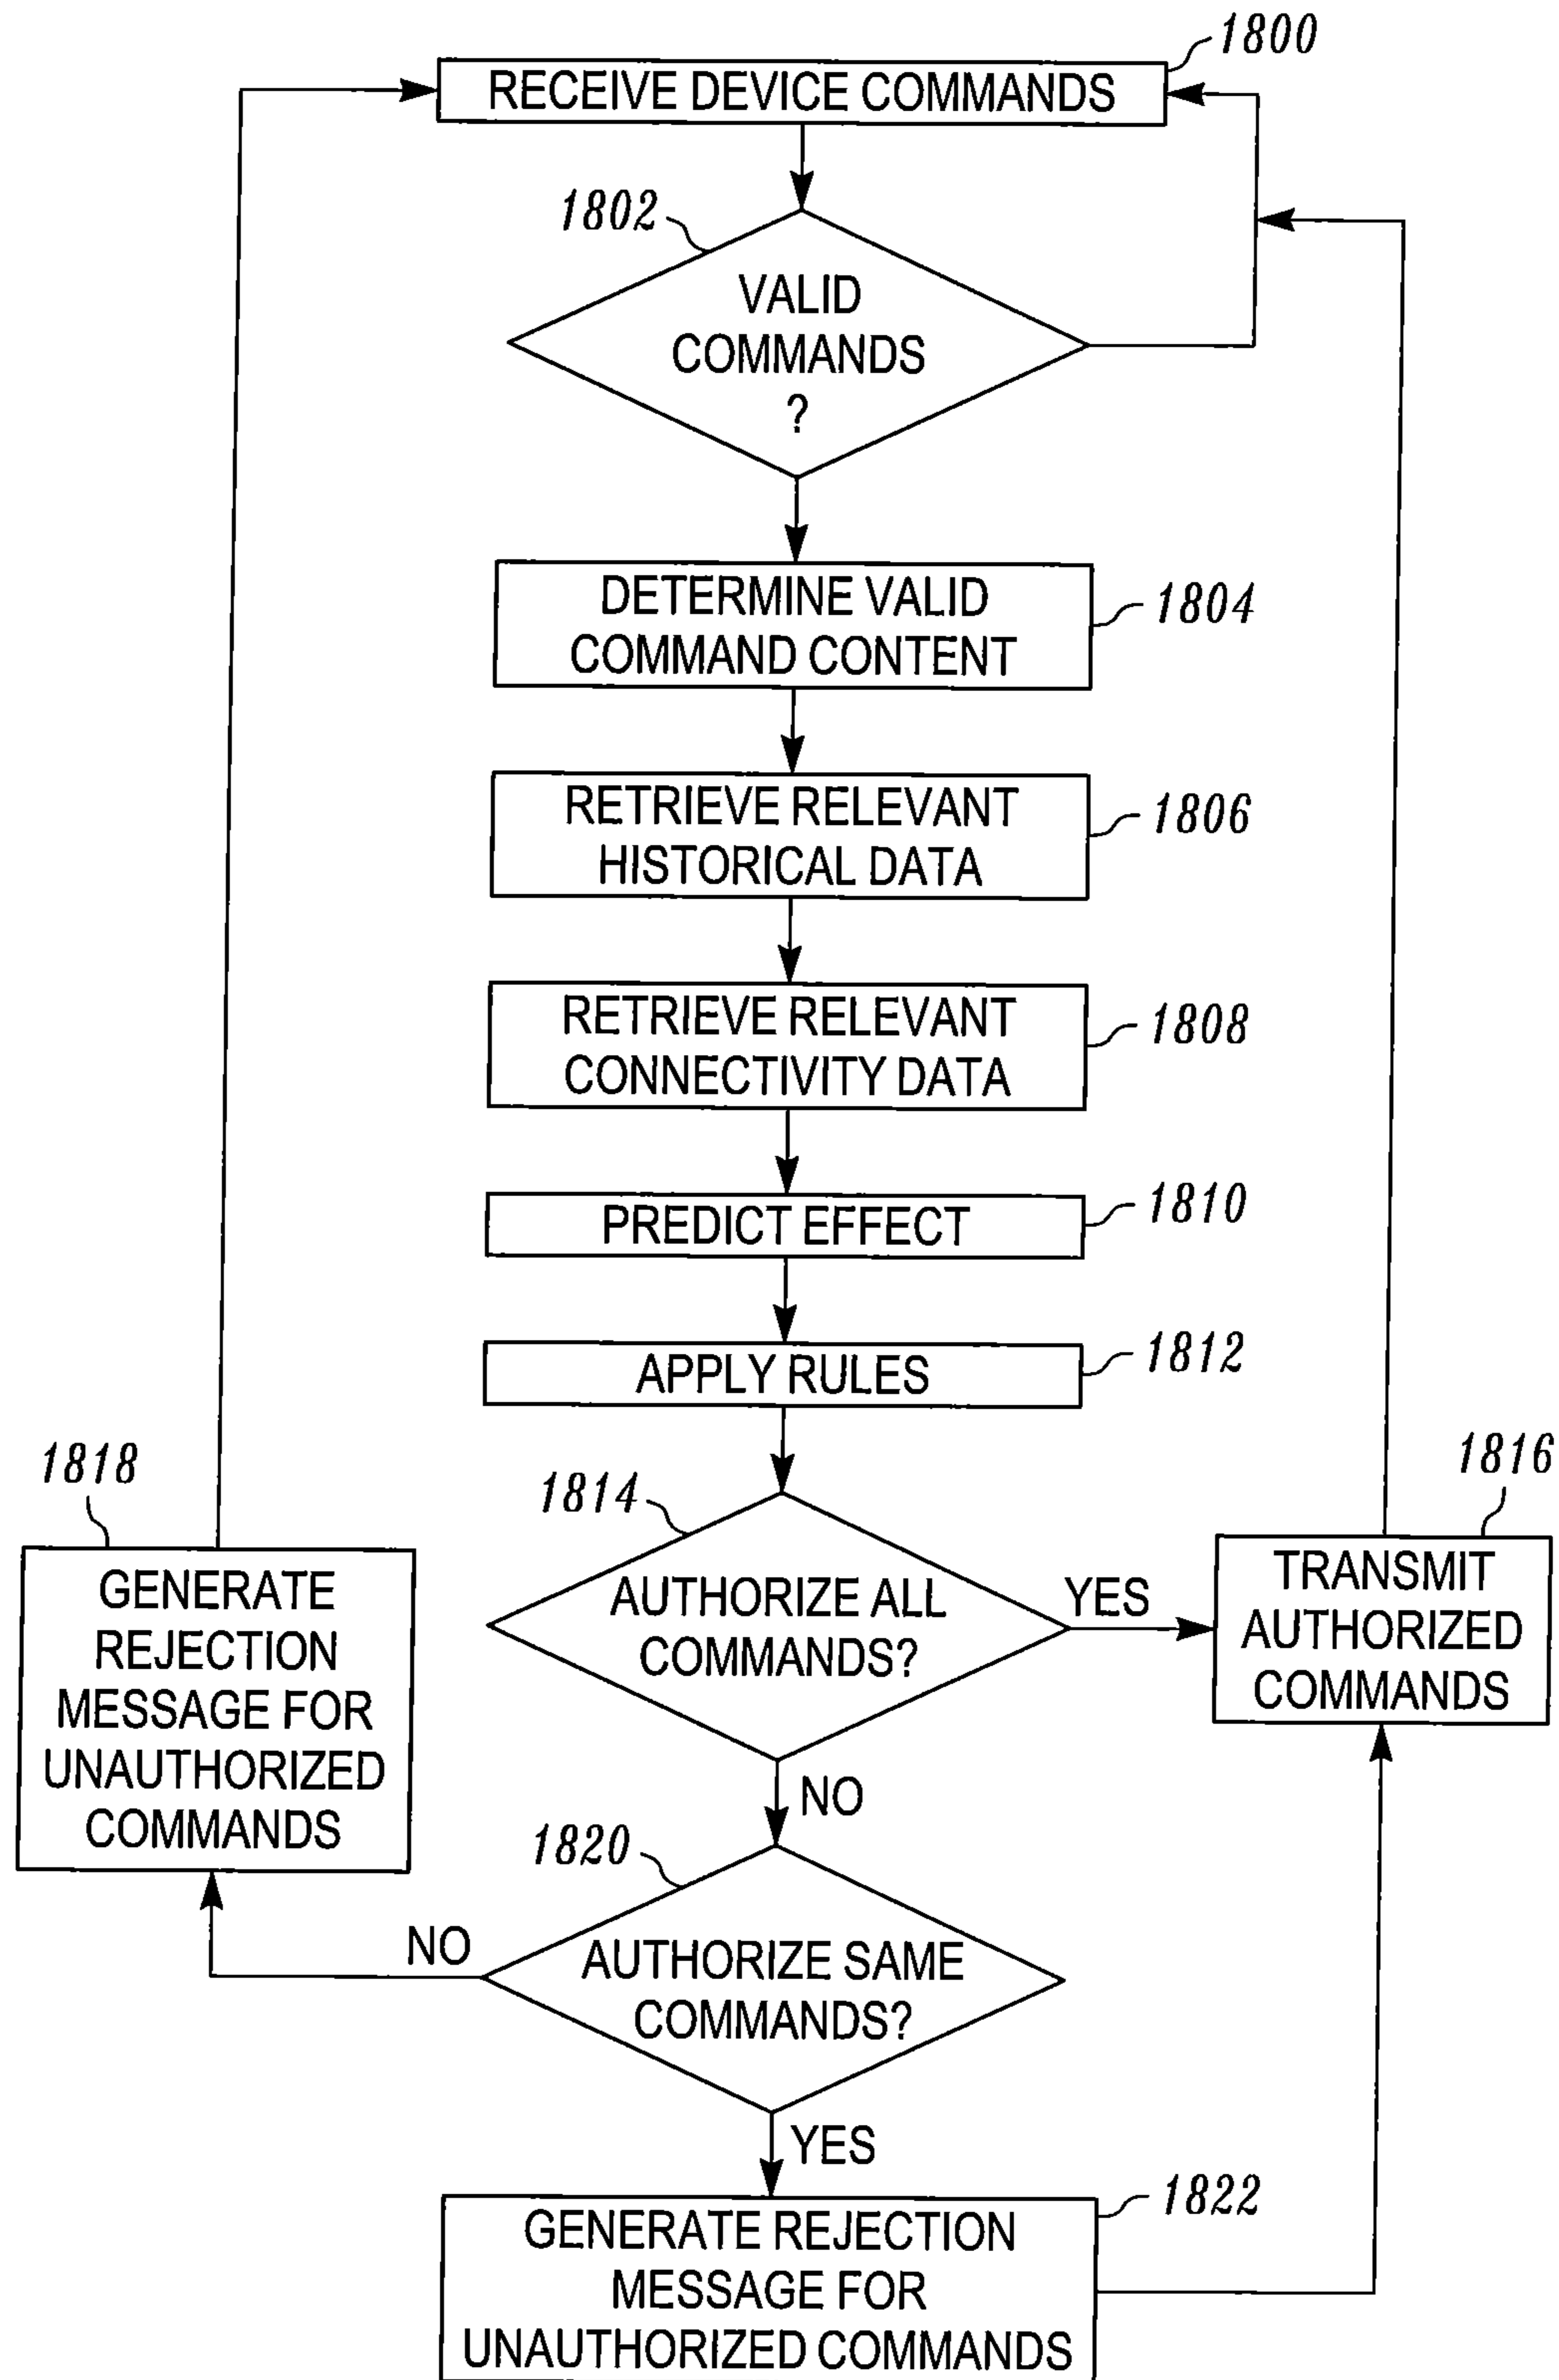 1800
RECEIVE DEVICE COMMANDS
1802
VALID
COMMANDS
?
DETERMINE VALID
COMMAND CONTENT
1804
RETRIEVE RELEVANT
HISTORICAL DATA
1806
RETRIEVE RELEVANT
CONNECTIVITY DATA
1808
PREDICT EFFECT
1810
APPLY RULES
1812
1814
AUTHORIZE ALL
COMMANDS?
YES
1816
TRANSMIT
AUTHORIZED
COMMANDS
1818
GENERATE
REJECTION
MESSAGE FOR
UNAUTHORIZED
COMMANDS
NO
1820
AUTHORIZE SAME
COMMANDS?
NO
YES
1822
GENERATE REJECTION
MESSAGE FOR
UNAUTHORIZED COMMANDS